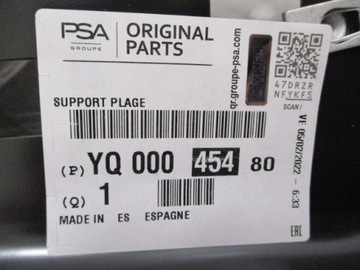 PSA
GROUPE
ORIGINAL
PARTS
qr.groupe-psa.com
47DRZR
NFYKF5
SCAN /
SUPPORT PLAGE
VE 05/02/2022 - 6:33
(P) YQ 000 454 80
(Q) 1
MADE IN ES ESPAGNE
EAC